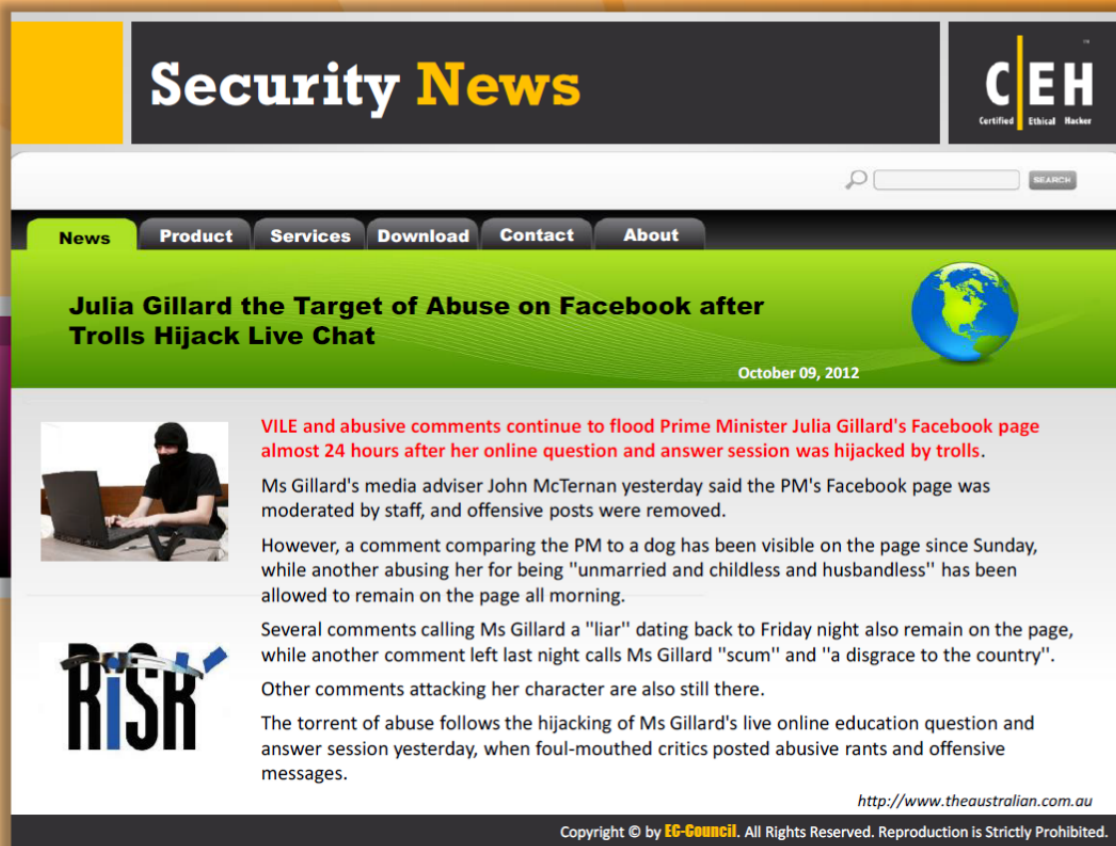 Security News
C|EH
™
Certified Ethical Hacker
SEARCH
News Product Services Download Contact About
Julia Gillard the Target of Abuse on Facebook after
Trolls Hijack Live Chat
October 09, 2012
VILE and abusive comments continue to flood Prime Minister Julia Gillard's Facebook page
almost 24 hours after her online question and answer session was hijacked by trolls.
Ms Gillard's media adviser John McTernan yesterday said the PM's Facebook page was
moderated by staff, and offensive posts were removed.
However, a comment comparing the PM to a dog has been visible on the page since Sunday,
while another abusing her for being "unmarried and childless and husbandless" has been
allowed to remain on the page all morning.
Several comments calling Ms Gillard a "liar" dating back to Friday night also remain on the page,
while another comment left last night calls Ms Gillard "scum" and "a disgrace to the country".
Other comments attacking her character are also still there.
The torrent of abuse follows the hijacking of Ms Gillard's live online education question and
answer session yesterday, when foul-mouthed critics posted abusive rants and offensive
messages.
RiSK
http://www.theaustralian.com.au
Copyright © by EC-Council. All Rights Reserved. Reproduction is Strictly Prohibited.